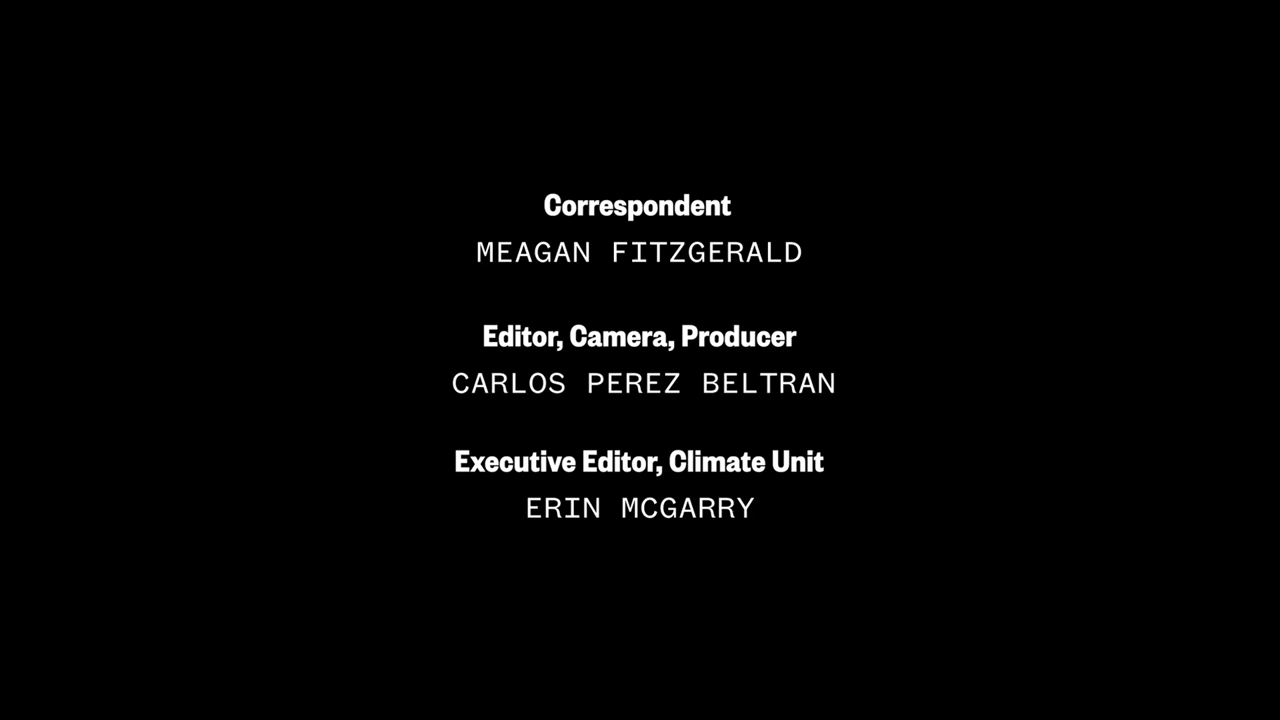 Correspondent
MEAGAN FITZGERALD
Editor, Camera, Producer
CARLOS PEREZ BELTRAN
Executive Editor, Climate Unit
ERIN MCGARRY